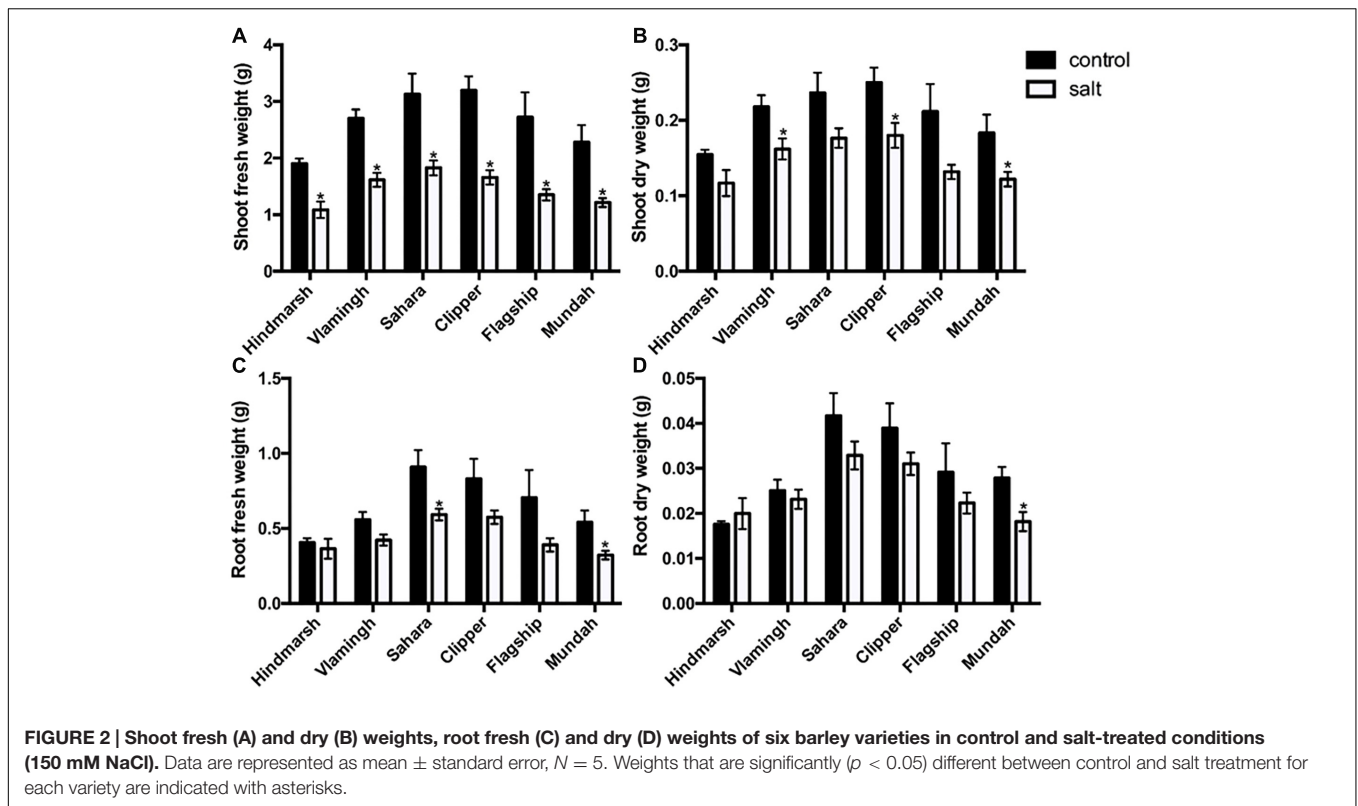 A
Shoot fresh weight (g)
4
3
2
1
0
* * * * * *
Hindmarsh
Vlamingh
Sahara
Clipper
Flagship
Mundah
B
Shoot dry weight (g)
0.3
0.2
0.1
0.0
* * *
Hindmarsh
Vlamingh
Sahara
Clipper
Flagship
Mundah
control
salt
C
Root fresh weight (g)
1.5
1.0
0.5
0.0
* *
Hindmarsh
Vlamingh
Sahara
Clipper
Flagship
Mundah
D
Root dry weight (g)
0.05
0.04
0.03
0.02
0.01
0.00
*
Hindmarsh
Vlamingh
Sahara
Clipper
Flagship
Mundah
FIGURE 2 | Shoot fresh (A) and dry (B) weights, root fresh (C) and dry (D) weights of six barley varieties in control and salt-treated conditions
(150 mM NaCl). Data are represented as mean ± standard error, N = 5. Weights that are significantly (p < 0.05) different between control and salt treatment for
each variety are indicated with asterisks.